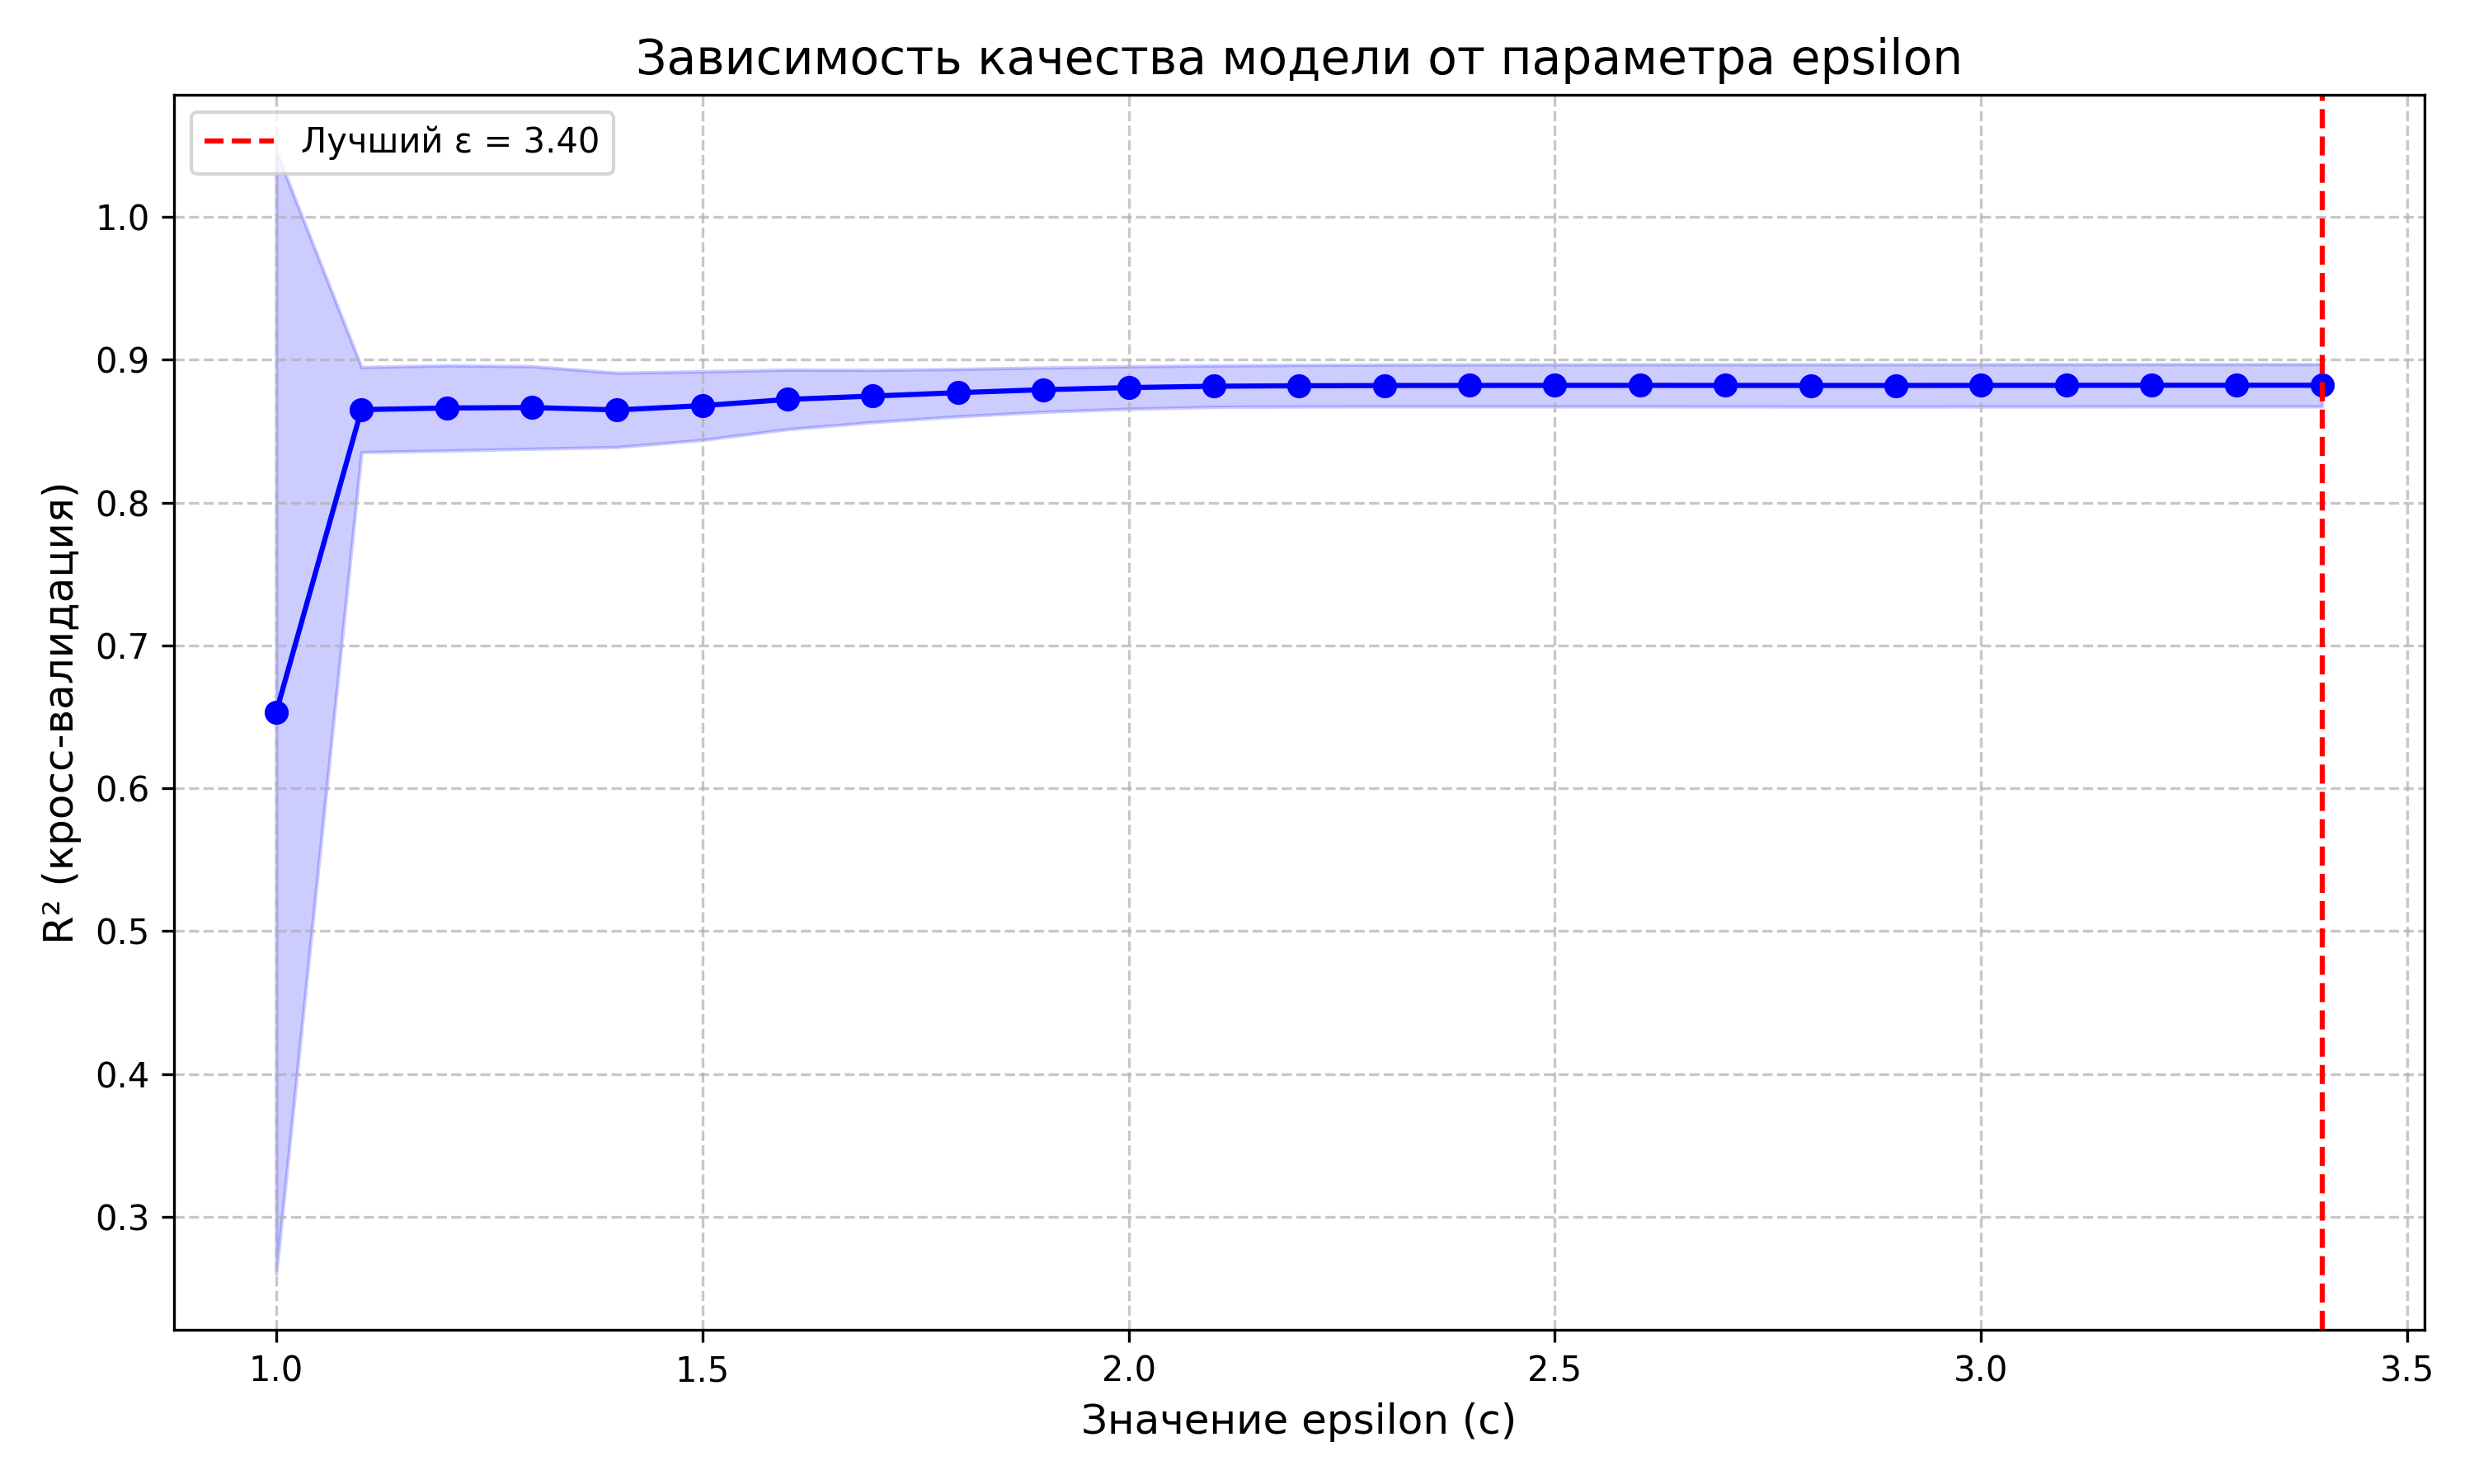 Зависимость качества модели от параметра epsilon
Лучший ε = 3.40
R² (кросс-валидация)
1.0
0.9
0.8
0.7
0.6
0.5
0.4
0.3
1.0 1.5 2.0 2.5 3.0 3.5
Значение epsilon (c)